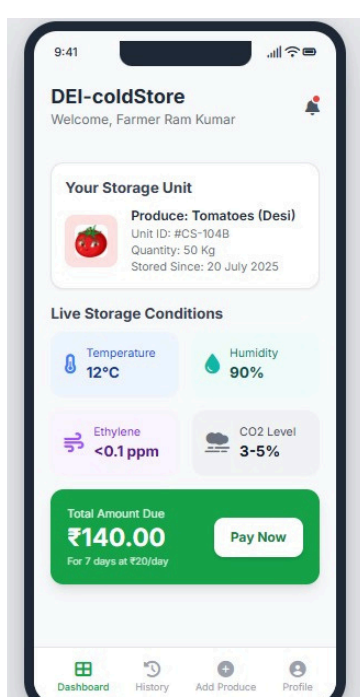 9:41
DEI-coldStore
Welcome, Farmer Ram Kumar
Your Storage Unit
Produce: Tomatoes (Desi)
Unit ID: #CS-104B
Quantity: 50 Kg
Stored Since: 20 July 2025
Live Storage Conditions
Temperature
12°C
Humidity
90%
Ethylene
<0.1 ppm
CO2 Level
3-5%
Total Amount Due
₹140.00
For 7 days at ₹20/day
Pay Now
Dashboard
History
Add Produce
Profile